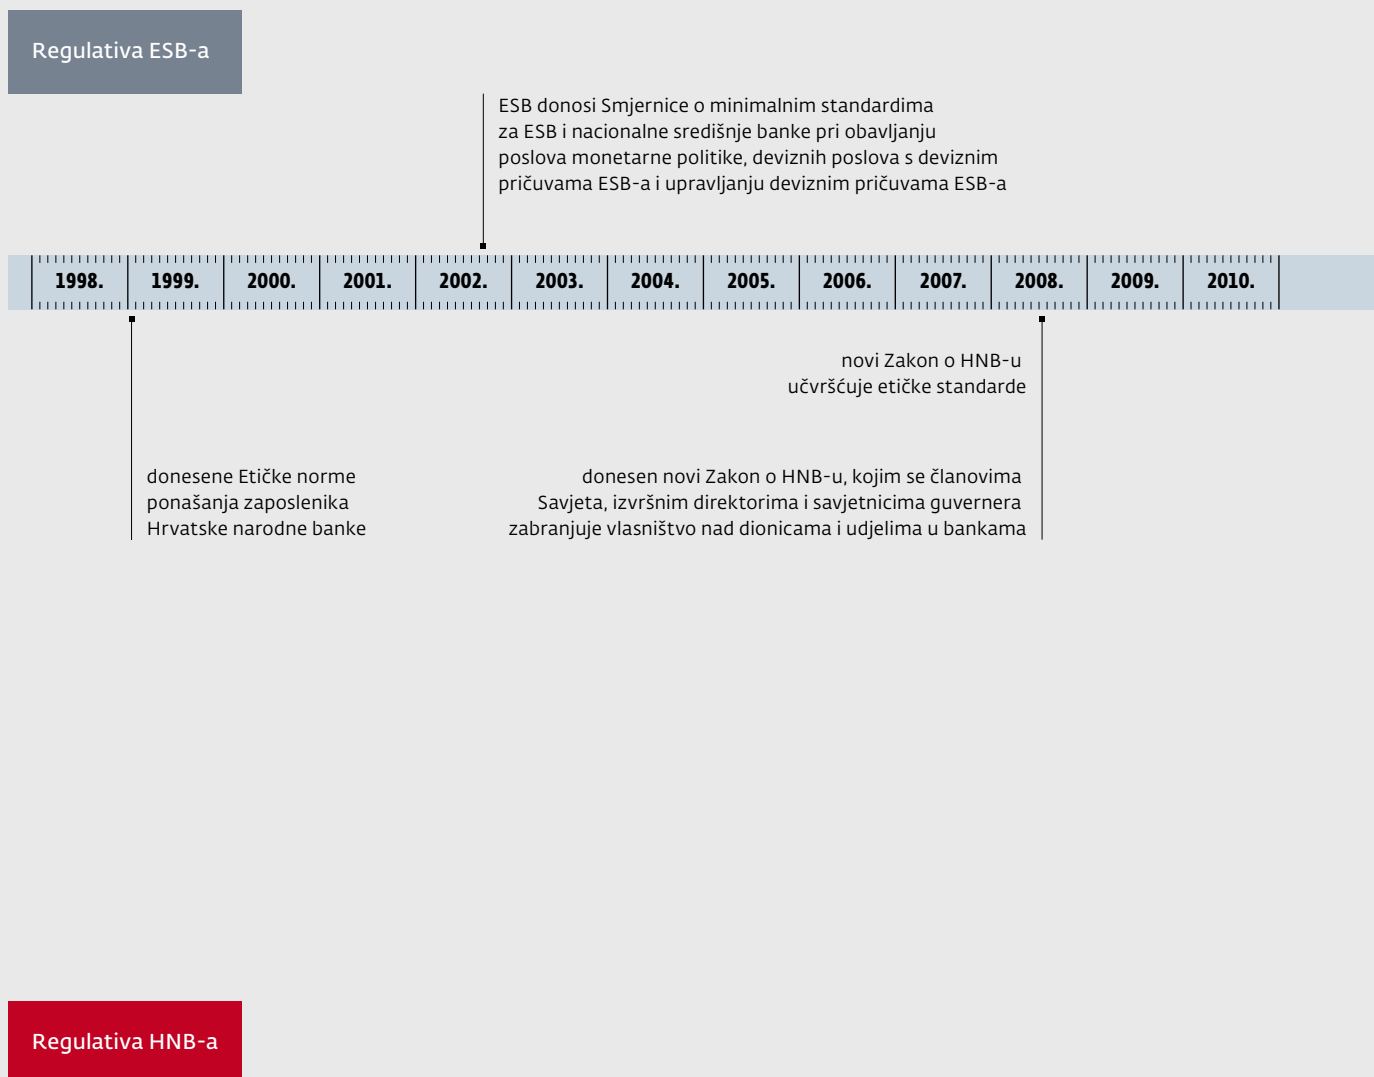 Regulativa ESB-a
ESB donosi Smjernice o minimalnim standardima
za ESB i nacionalne središnje banke pri obavljanju
poslova monetarne politike, deviznih poslova s deviznim
pričuvama ESB-a i upravljanju deviznim pričuvama ESB-a
1998. 1999. 2000. 2001. 2002. 2003. 2004. 2005. 2006. 2007. 2008. 2009. 2010.
novi Zakon o HNB-u
učvršćuje etičke standarde
donesene Etičke norme
ponašanja zaposlenika
Hrvatske narodne banke
donesen novi Zakon o HNB-u, kojim se članovima
Savjeta, izvršnim direktorima i savjetnicima guvernera
zabranjuje vlasništvo nad dionicama i udjelima u bankama
Regulativa HNB-a